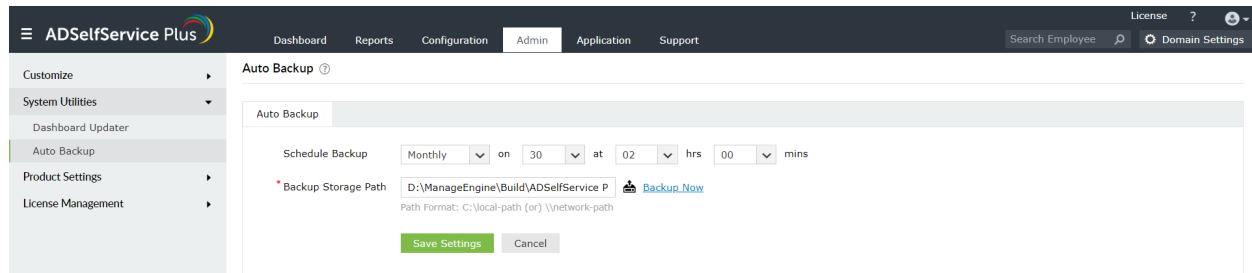 License ?
ADSelfService Plus
Dashboard Reports Configuration Admin Application Support
Search Employee Domain Settings
Customize
System Utilities
Dashboard Updater
Auto Backup
Product Settings
License Management
Auto Backup ?
Auto Backup
Schedule Backup Monthly on 30 at 02 hrs 00 mins
* Backup Storage Path D:\ManageEngine\Build\ADSelfService P Backup Now
Path Format: C:\local-path (or) \\network-path
Save Settings Cancel